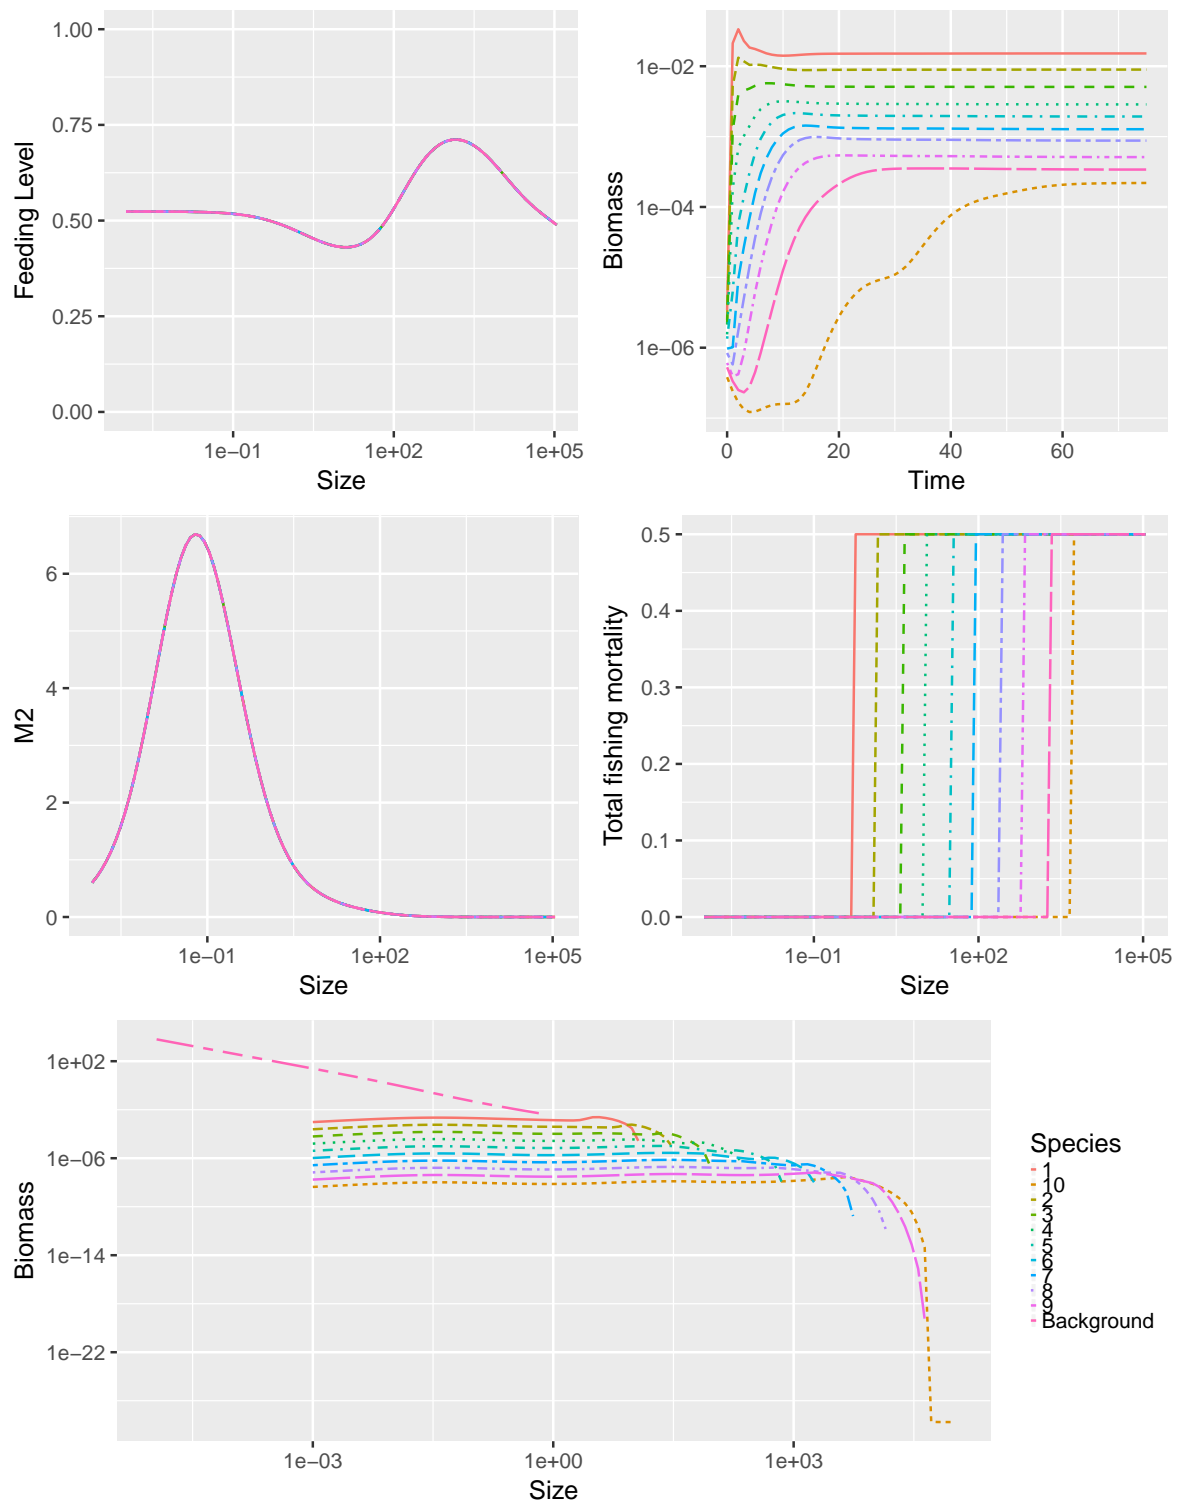 1.00
0.75
0.50
0.25
0.00
Feeding Level
1e−01
1e+02
1e+05
Size
1e−02
1e−04
1e−06
Biomass
0
20
40
60
Time
6
4
2
0
M2
1e−01
1e+02
1e+05
Size
0.5
0.4
0.3
0.2
0.1
0.0
Total fishing mortality
1e−01
1e+02
1e+05
Size
1e+02
1e−06
1e−14
1e−22
Biomass
1e−03
1e+00
1e+03
Size
Species
1
10
2
3
4
5
6
7
8
9
Background